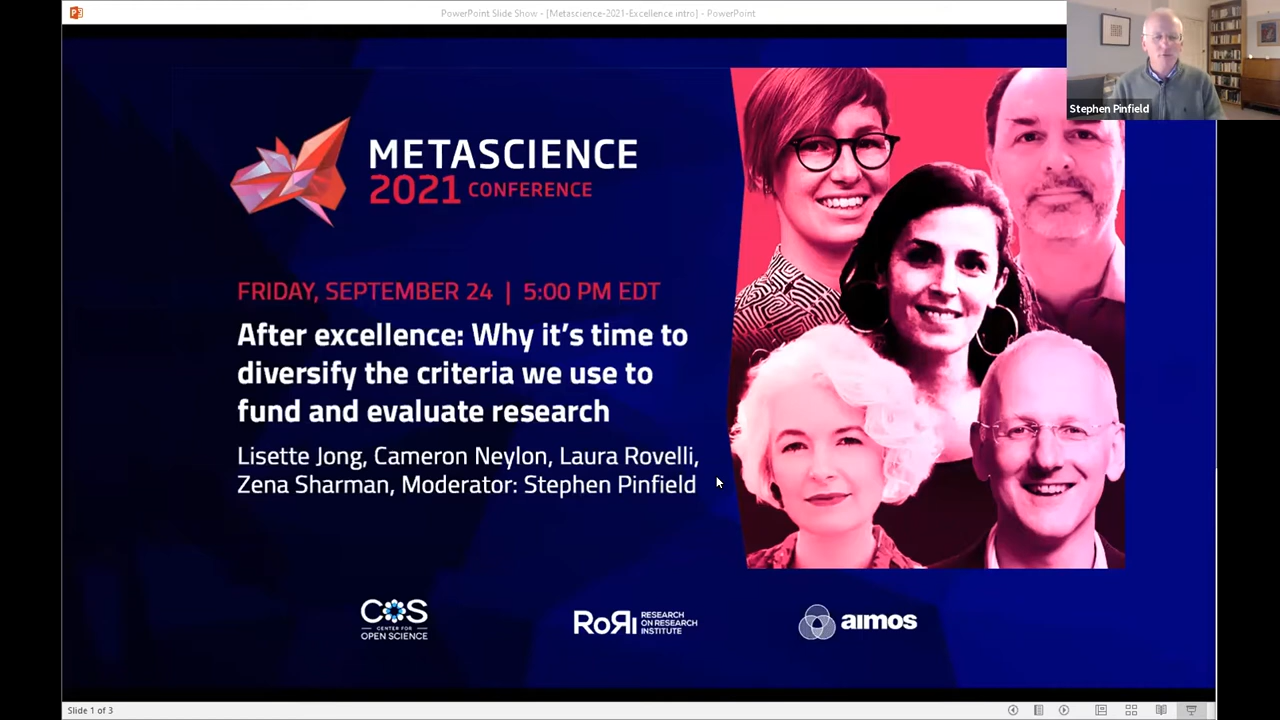 PowerPoint Slide Show - [Metascience-2021-Excellence intro] - PowerPoint
Stephen Pinfield
METASCIENCE
2021 CONFERENCE
FRIDAY, SEPTEMBER 24 | 5:00 PM EDT
After excellence: Why it's time to
diversify the criteria we use to
fund and evaluate research
Lisette Jong, Cameron Neylon, Laura Rovelli,
Zena Sharman, Moderator: Stephen Pinfield
COS
CENTER FOR
OPEN SCIENCE
RoRI
RESEARCH
ON RESEARCH
INSTITUTE
aimos
Slide 1 of 3